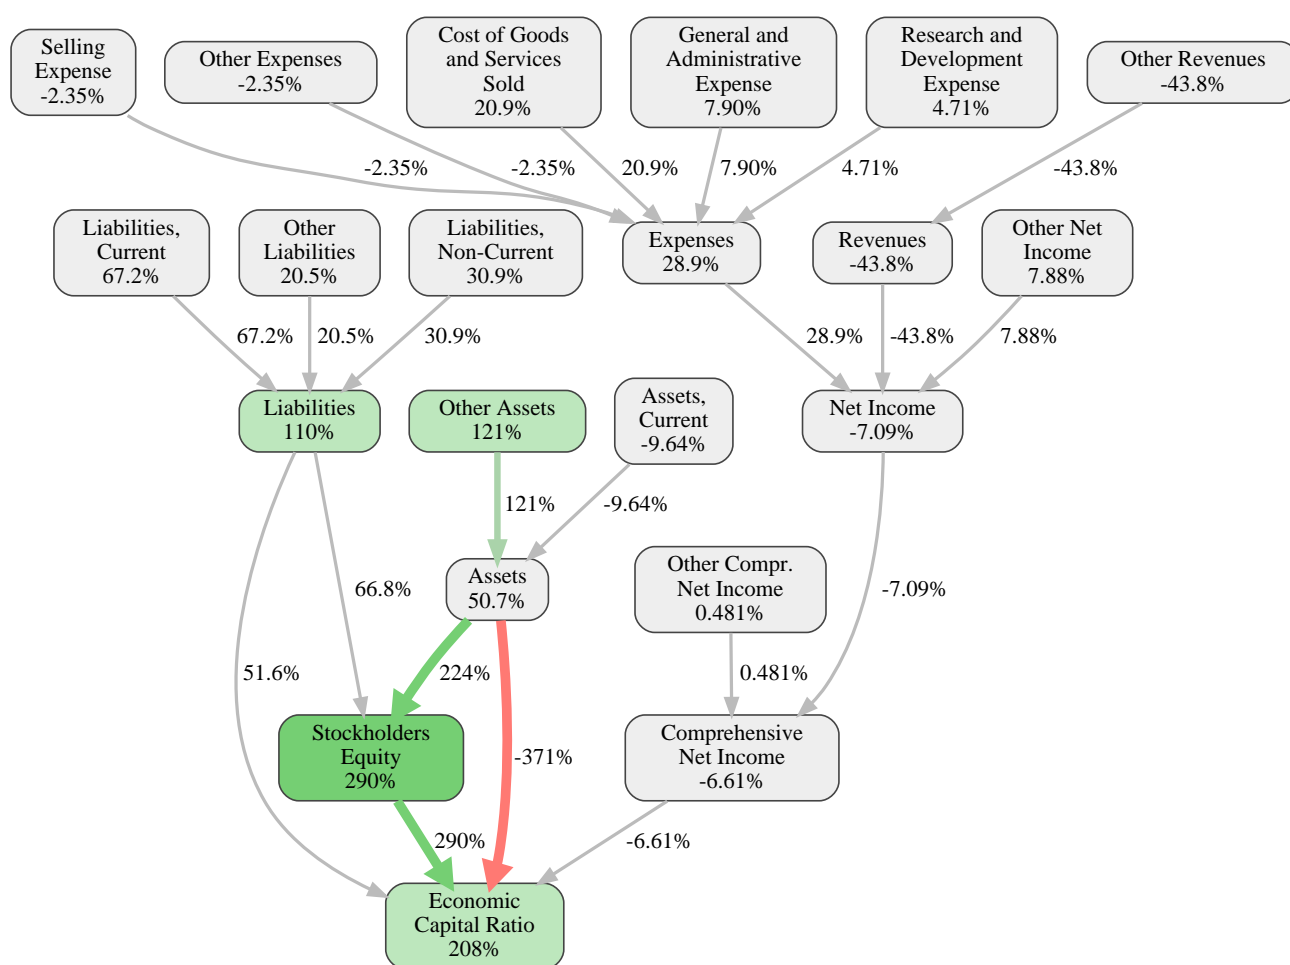 Selling
Expense
-2.35%
Other Expenses
-2.35%
Cost of Goods
and Services
Sold
20.9%
General and
Administrative
Expense
7.90%
Research and
Development
Expense
4.71%
Other Revenues
-43.8%
-2.35%
-2.35%
20.9%
7.90%
4.71%
-43.8%
Liabilities,
Current
67.2%
Other
Liabilities
20.5%
Liabilities,
Non-Current
30.9%
Expenses
28.9%
Revenues
-43.8%
Other Net
Income
7.88%
67.2%
20.5%
30.9%
28.9%
-43.8%
7.88%
Liabilities
110%
Other Assets
121%
Assets,
Current
-9.64%
Net Income
-7.09%
121%
-9.64%
Assets
50.7%
Other Compr.
Net Income
0.481%
66.8%
-7.09%
51.6%
224%
0.481%
Stockholders
Equity
290%
-371%
Comprehensive
Net Income
-6.61%
290%
-6.61%
Economic
Capital Ratio
208%